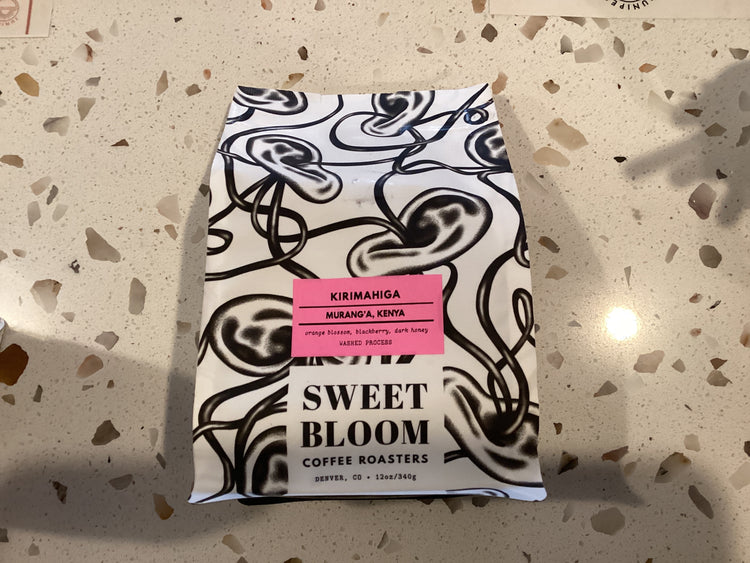 KIRIMAHIGA
MURANG'A, KENYA
orange blossom, blackberry, dark honey
WASHED PROCESS
SWEET
BLOOM
COFFEE ROASTERS
DENVER, CO • 12oz/340g